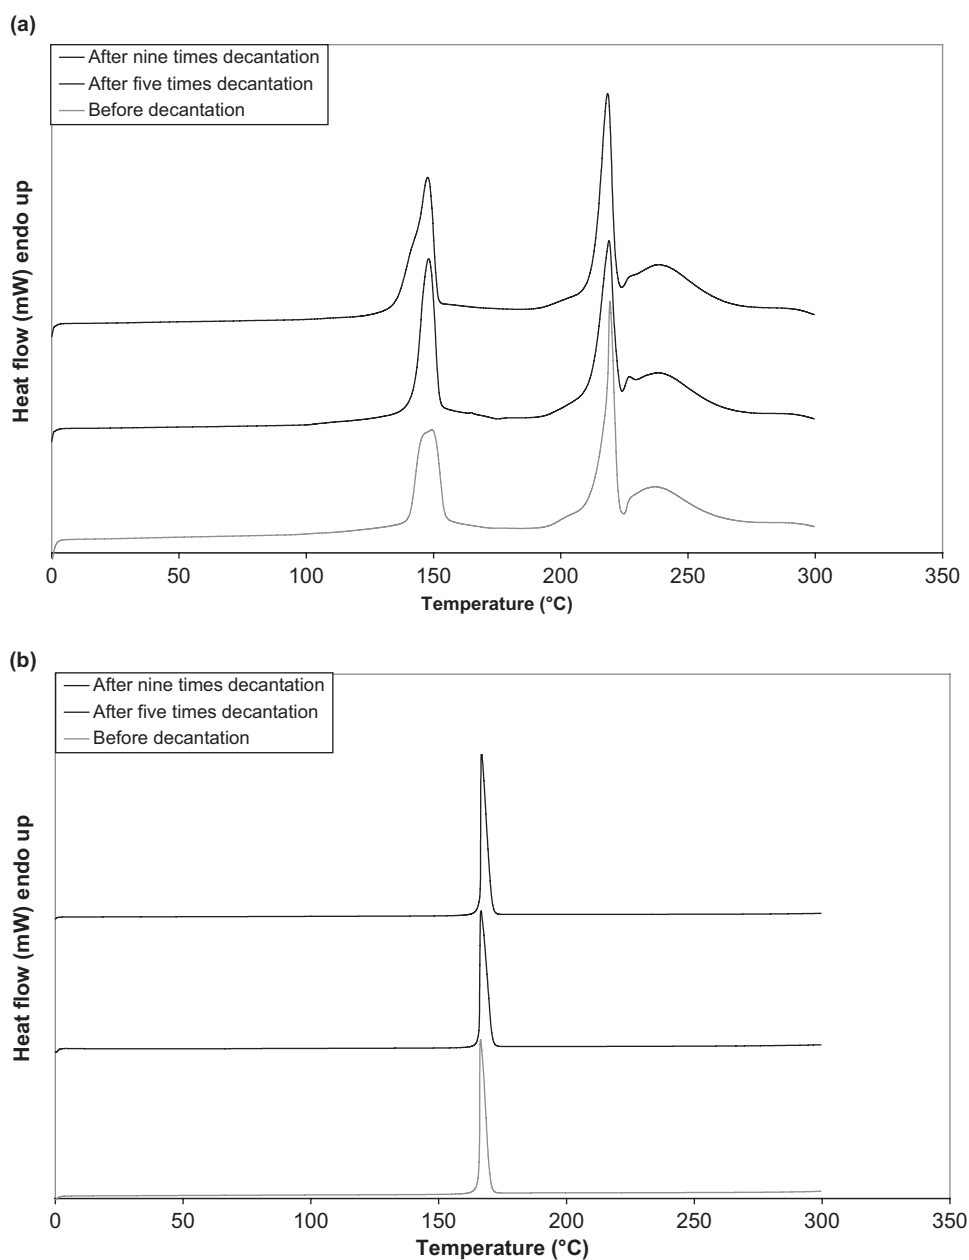 (a)
After nine times decantation
After five times decantation
Before decantation
Heat flow (mW) endo up
0 50 100 150 200 250 300 350
Temperature (°C)
(b)
After nine times decantation
After five times decantation
Before decantation
Heat flow (mW) endo up
0 50 100 150 200 250 300 350
Temperature (°C)